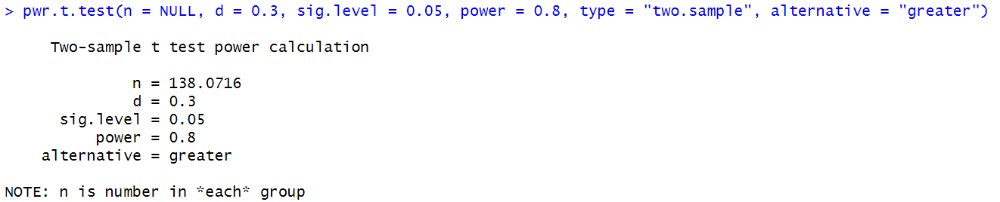 > pwr.t.test(n = NULL, d = 0.3, sig.level = 0.05, power = 0.8, type = "two.sample", alternative = "greater")
Two-sample t test power calculation
n = 138.0716
d = 0.3
sig.level = 0.05
power = 0.8
alternative = greater
NOTE: n is number in *each* group